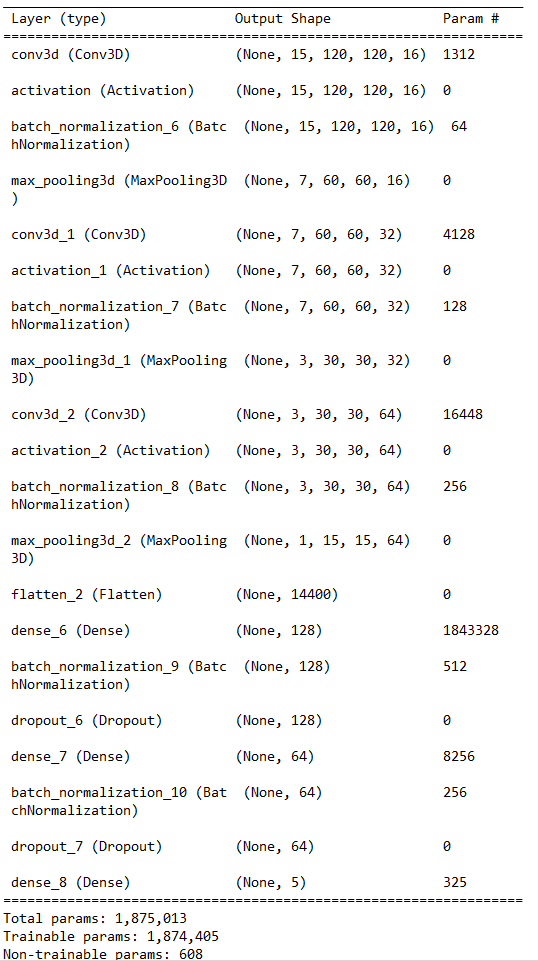 Layer (type) Output Shape Param #
=================================================================
conv3d (Conv3D) (None, 15, 120, 120, 16) 1312
activation (Activation) (None, 15, 120, 120, 16) 0
batch_normalization_6 (Batc (None, 15, 120, 120, 16) 64
hNormalization)
max_pooling3d (MaxPooling3D (None, 7, 60, 60, 16) 0
)
conv3d_1 (Conv3D) (None, 7, 60, 60, 32) 4128
activation_1 (Activation) (None, 7, 60, 60, 32) 0
batch_normalization_7 (Batc (None, 7, 60, 60, 32) 128
hNormalization)
max_pooling3d_1 (MaxPooling (None, 3, 30, 30, 32) 0
3D)
conv3d_2 (Conv3D) (None, 3, 30, 30, 64) 16448
activation_2 (Activation) (None, 3, 30, 30, 64) 0
batch_normalization_8 (Batc (None, 3, 30, 30, 64) 256
hNormalization)
max_pooling3d_2 (MaxPooling (None, 1, 15, 15, 64) 0
3D)
flatten_2 (Flatten) (None, 14400) 0
dense_6 (Dense) (None, 128) 1843328
batch_normalization_9 (Batc (None, 128) 512
hNormalization)
dropout_6 (Dropout) (None, 128) 0
dense_7 (Dense) (None, 64) 8256
batch_normalization_10 (Bat (None, 64) 256
chNormalization)
dropout_7 (Dropout) (None, 64) 0
dense_8 (Dense) (None, 5) 325
=================================================================
Total params: 1,875,013
Trainable params: 1,874,405
Non-trainable params: 608